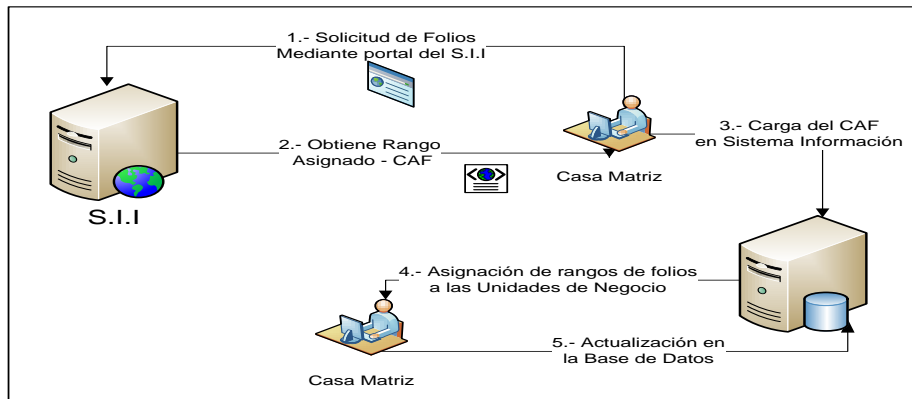 1.- Solicitud de Folios
Mediante portal del S.I.I
2.- Obtiene Rango
Asignado - CAF
3.- Carga del CAF
en Sistema Información
Casa Matriz
S.I.I
4.- Asignación de rangos de folios
a las Unidades de Negocio
5.- Actualización en
la Base de Datos
Casa Matriz